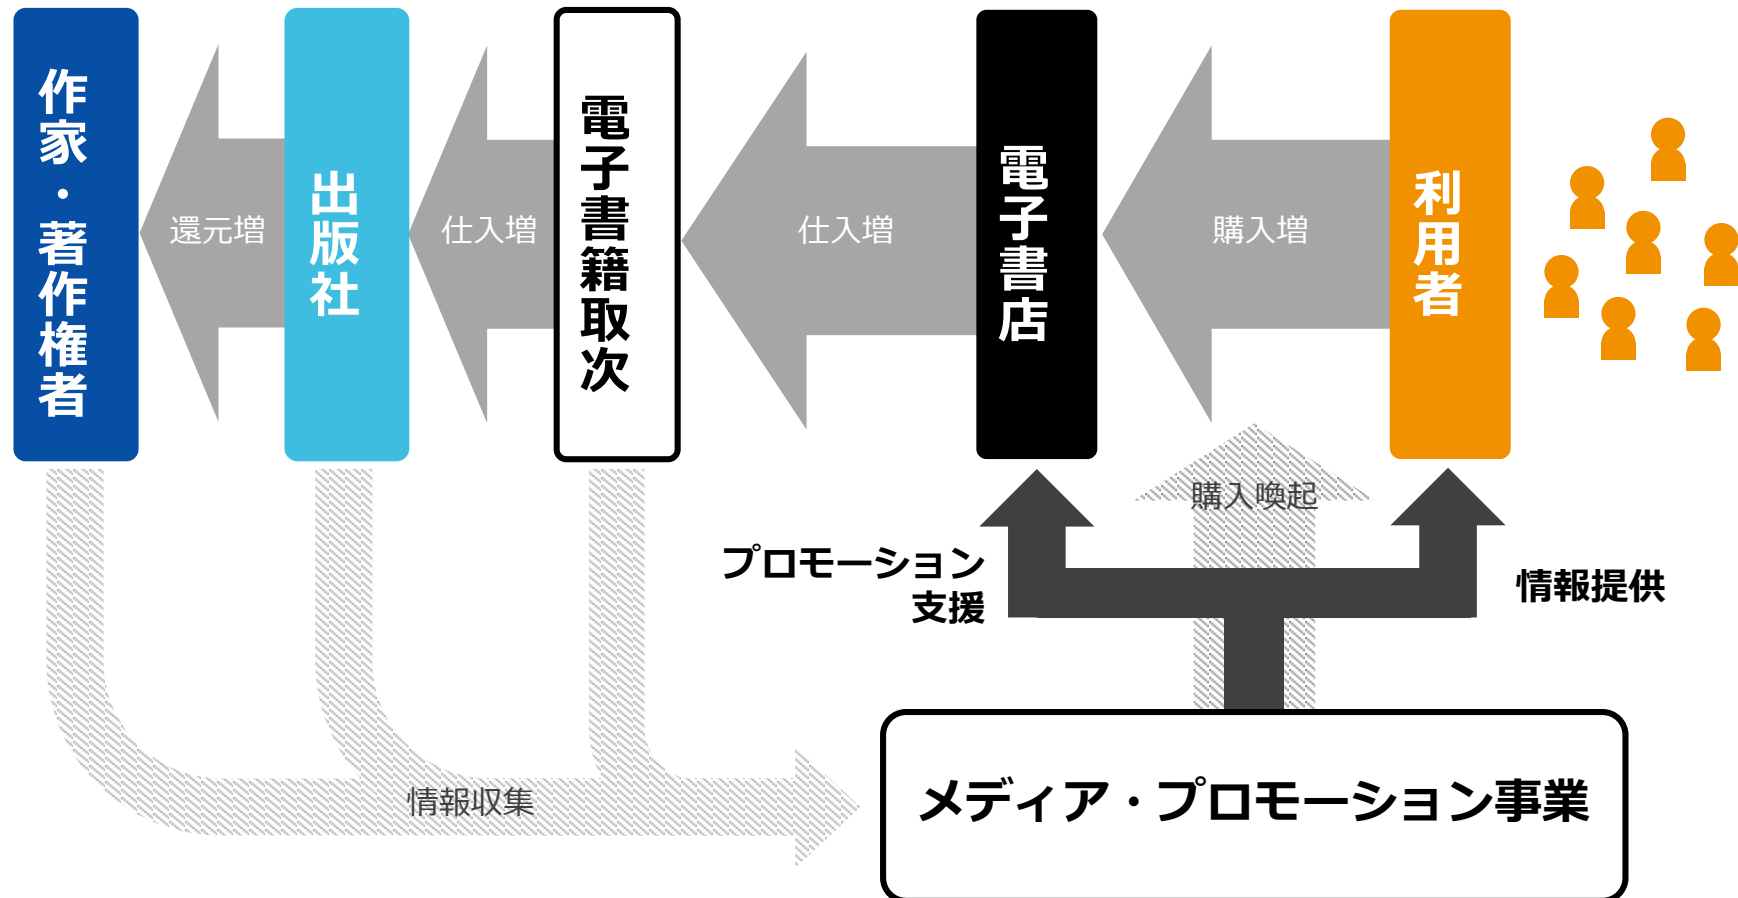 作家・著作権者
還元増
出版社
仕入増
電子書籍取次
仕入増
電子書店
購入増
利用者
購入喚起
プロモーション
支援
情報提供
情報収集
メディア・プロモーション事業